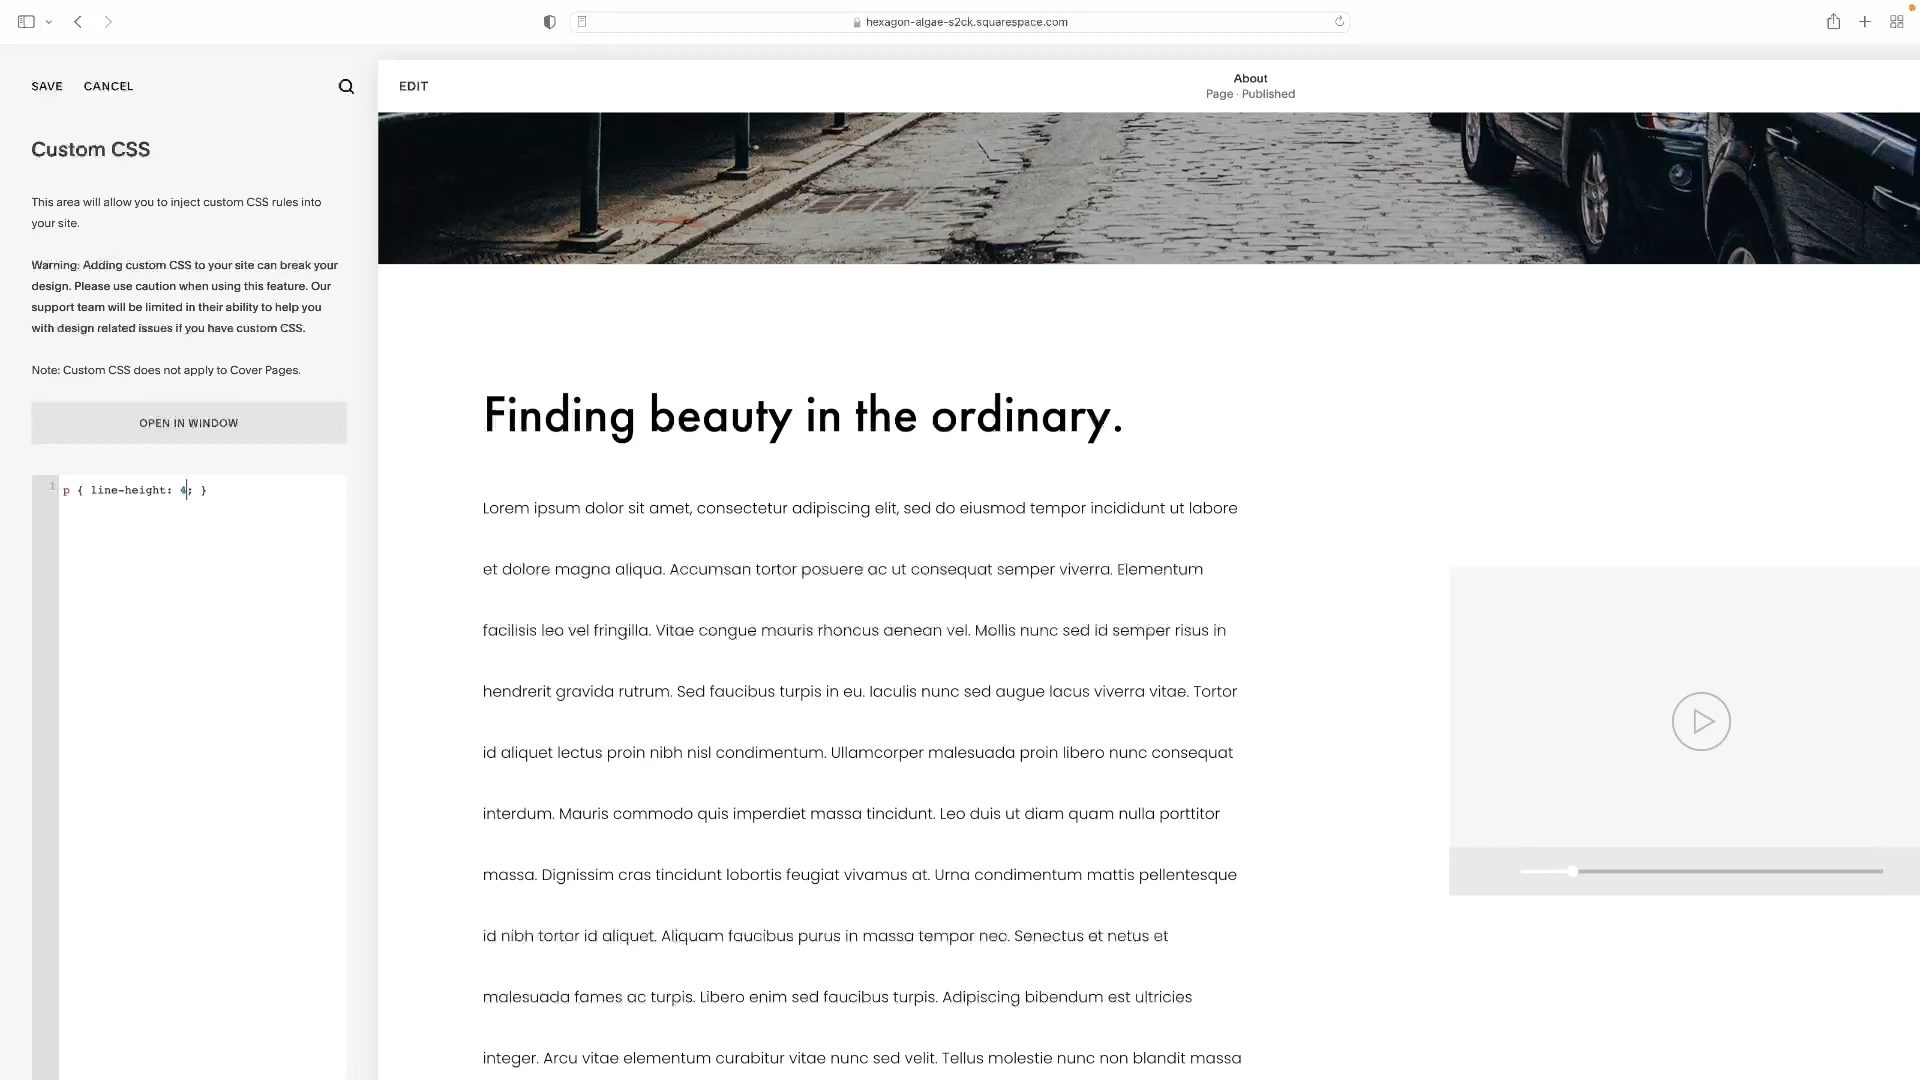 hexagon-algae-s2ck.squarespace.com
SAVE CANCEL
EDIT
About
Page · Published
Custom CSS
This area will allow you to inject custom CSS rules into
your site.
Warning: Adding custom CSS to your site can break your
design. Please use caution when using this feature. Our
support team will be limited in their ability to help you
with design related issues if you have custom CSS.
Note: Custom CSS does not apply to Cover Pages.
OPEN IN WINDOW
1 p { line-height: 4; }
Finding beauty in the ordinary.
Lorem ipsum dolor sit amet, consectetur adipiscing elit, sed do eiusmod tempor incididunt ut labore
et dolore magna aliqua. Accumsan tortor posuere ac ut consequat semper viverra. Elementum
facilisis leo vel fringilla. Vitae congue mauris rhoncus aenean vel. Mollis nunc sed id semper risus in
hendrerit gravida rutrum. Sed faucibus turpis in eu. Iaculis nunc sed augue lacus viverra vitae. Tortor
id aliquet lectus proin nibh nisl condimentum. Ullamcorper malesuada proin libero nunc consequat
interdum. Mauris commodo quis imperdiet massa tincidunt. Leo duis ut diam quam nulla porttitor
massa. Dignissim cras tincidunt lobortis feugiat vivamus at. Urna condimentum mattis pellentesque
id nibh tortor id aliquet. Aliquam faucibus purus in massa tempor nec. Senectus et netus et
malesuada fames ac turpis. Libero enim sed faucibus turpis. Adipiscing bibendum est ultricies
integer. Arcu vitae elementum curabitur vitae nunc sed velit. Tellus molestie nunc non blandit massa